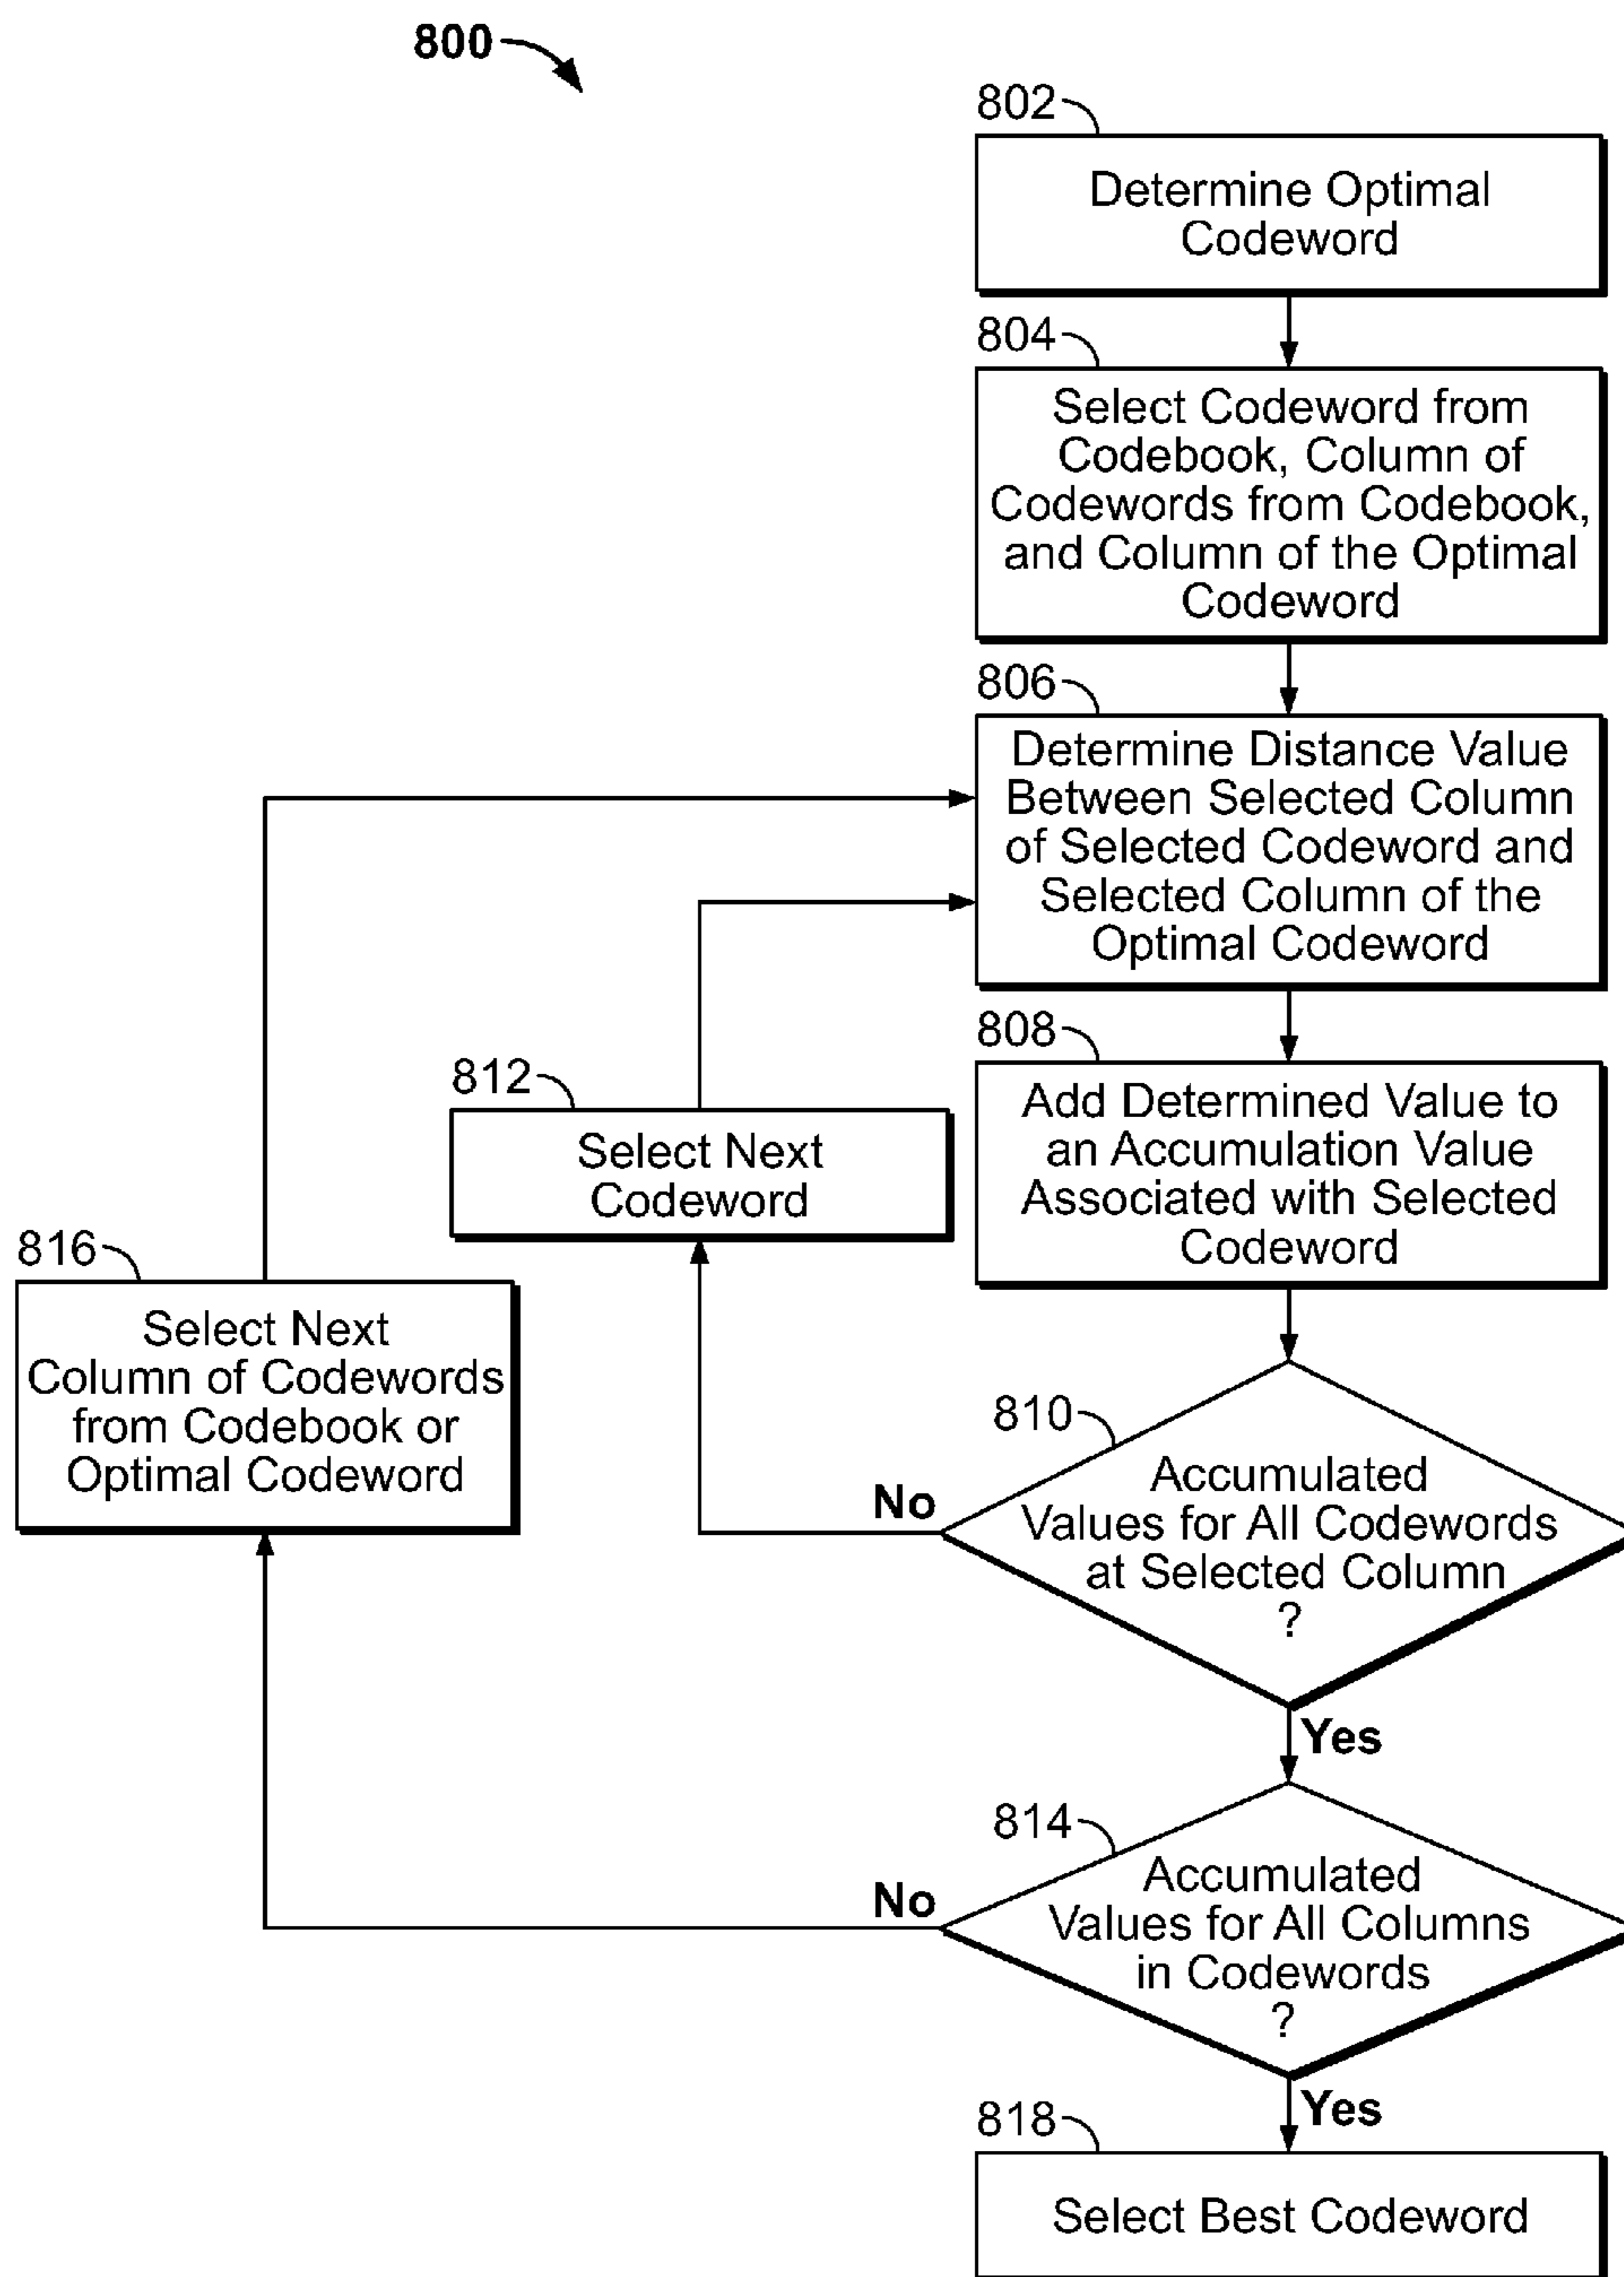 800
802
Determine Optimal
Codeword
804
Select Codeword from
Codebook, Column of
Codewords from Codebook,
and Column of the Optimal
Codeword
806
Determine Distance Value
Between Selected Column
of Selected Codeword and
Selected Column of the
Optimal Codeword
808
Add Determined Value to
an Accumulation Value
Associated with Selected
Codeword
812
Select Next
Codeword
816
Select Next
Column of Codewords
from Codebook or
Optimal Codeword
810
Accumulated
Values for All Codewords
at Selected Column
?
No
Yes
814
Accumulated
Values for All Columns
in Codewords
?
No
Yes
818
Select Best Codeword